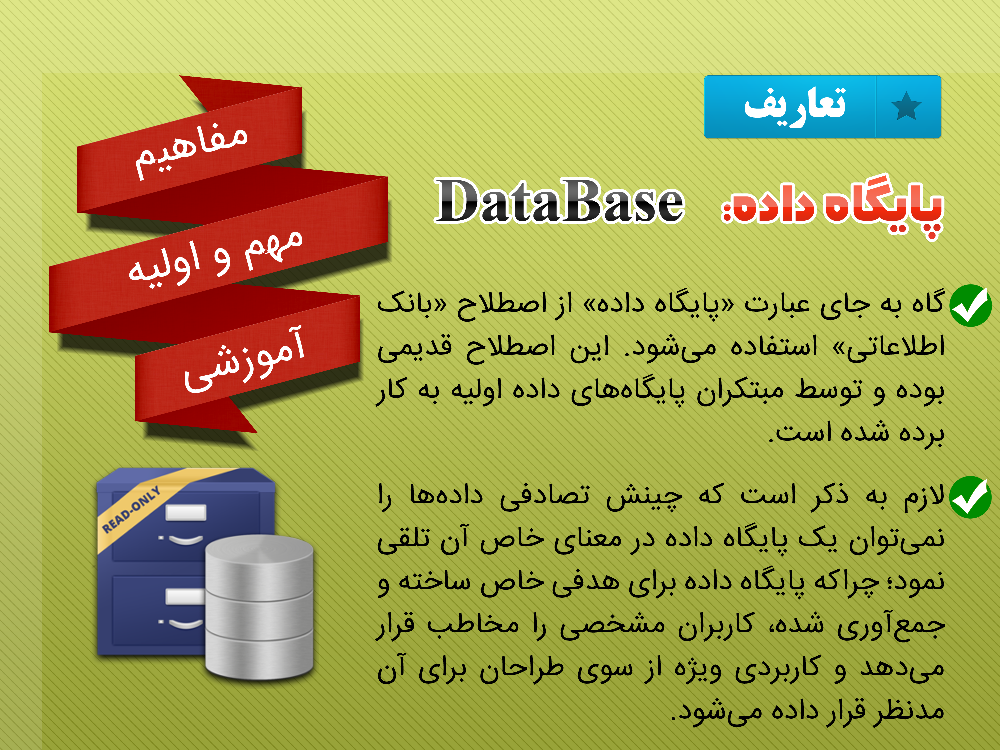 تعاریف
پایگاه داده: DataBase
مفاهیم
مهم و اولیه
آموزشی
گاه به جای عبارت «پایگاه داده» از اصطلاح «بانک
اطلاعاتی» استفاده می‌شود. این اصطلاح قدیمی
بوده و توسط مبتکران پایگاه‌های داده اولیه به کار
برده شده است.
لازم به ذکر است که چینش تصادفی داده‌ها را
نمی‌توان یک پایگاه داده در معنای خاص آن تلقی
نمود؛ چراکه پایگاه داده برای هدفی خاص ساخته و
جمع‌آوری شده، کاربران مشخصی را مخاطب قرار
می‌دهد و کاربردی ویژه از سوی طراحان برای آن
مدنظر قرار داده می‌شود.
READ-ONLY